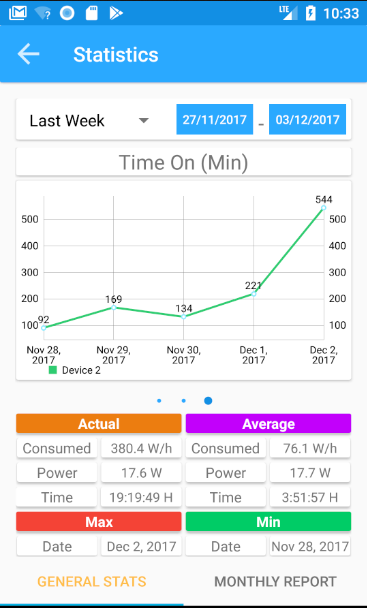 LTE 10:33
Statistics
Last Week 27/11/2017 - 03/12/2017
Time On (Min)
544
500 500
400 400
300 300
221
200 200
169
134
100 92 100
Nov 28, 2017 Nov 29, 2017 Nov 30, 2017 Dec 1, 2017 Dec 2, 2017
Device 2
Actual Average
Consumed 380.4 W/h Consumed 76.1 W/h
Power 17.6 W Power 17.7 W
Time 19:19:49 H Time 3:51:57 H
Max Min
Date Dec 2, 2017 Date Nov 28, 2017
GENERAL STATS MONTHLY REPORT